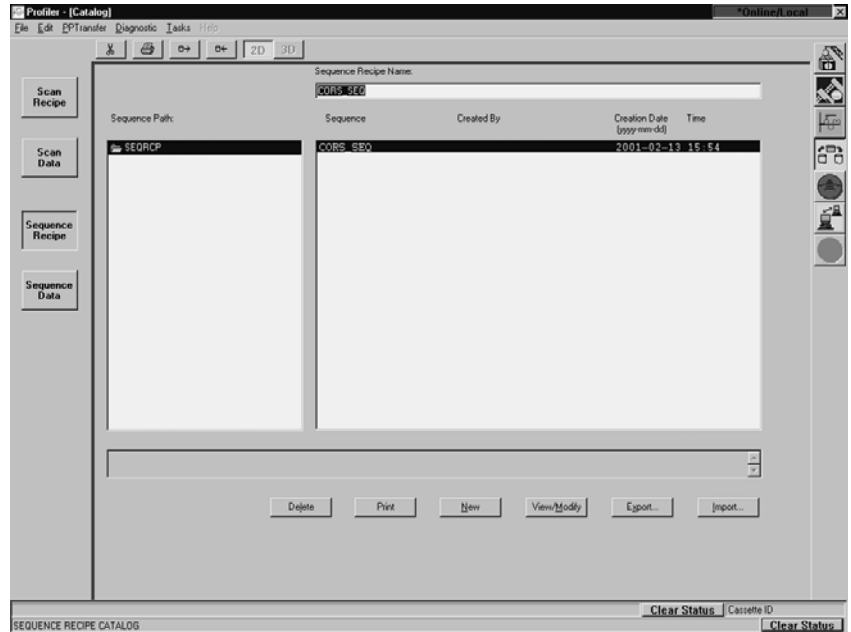 Profiler - [Catalog]
*Online/Local
File Edit PPTransfer Diagnostic Tasks Help
2D 3D
Sequence Recipe Name:
CORS_SEQ
Scan Recipe
Scan Data
Sequence Recipe
Sequence Data
Sequence Path:
Sequence Created By Creation Date (yyyy-mm-dd) Time
SEQRCP
CORS_SEQ 2001-02-13 15:54
Delete Print New View/Modify Export... Import...
Clear Status Cassette ID
SEQUENCE RECIPE CATALOG Clear Status